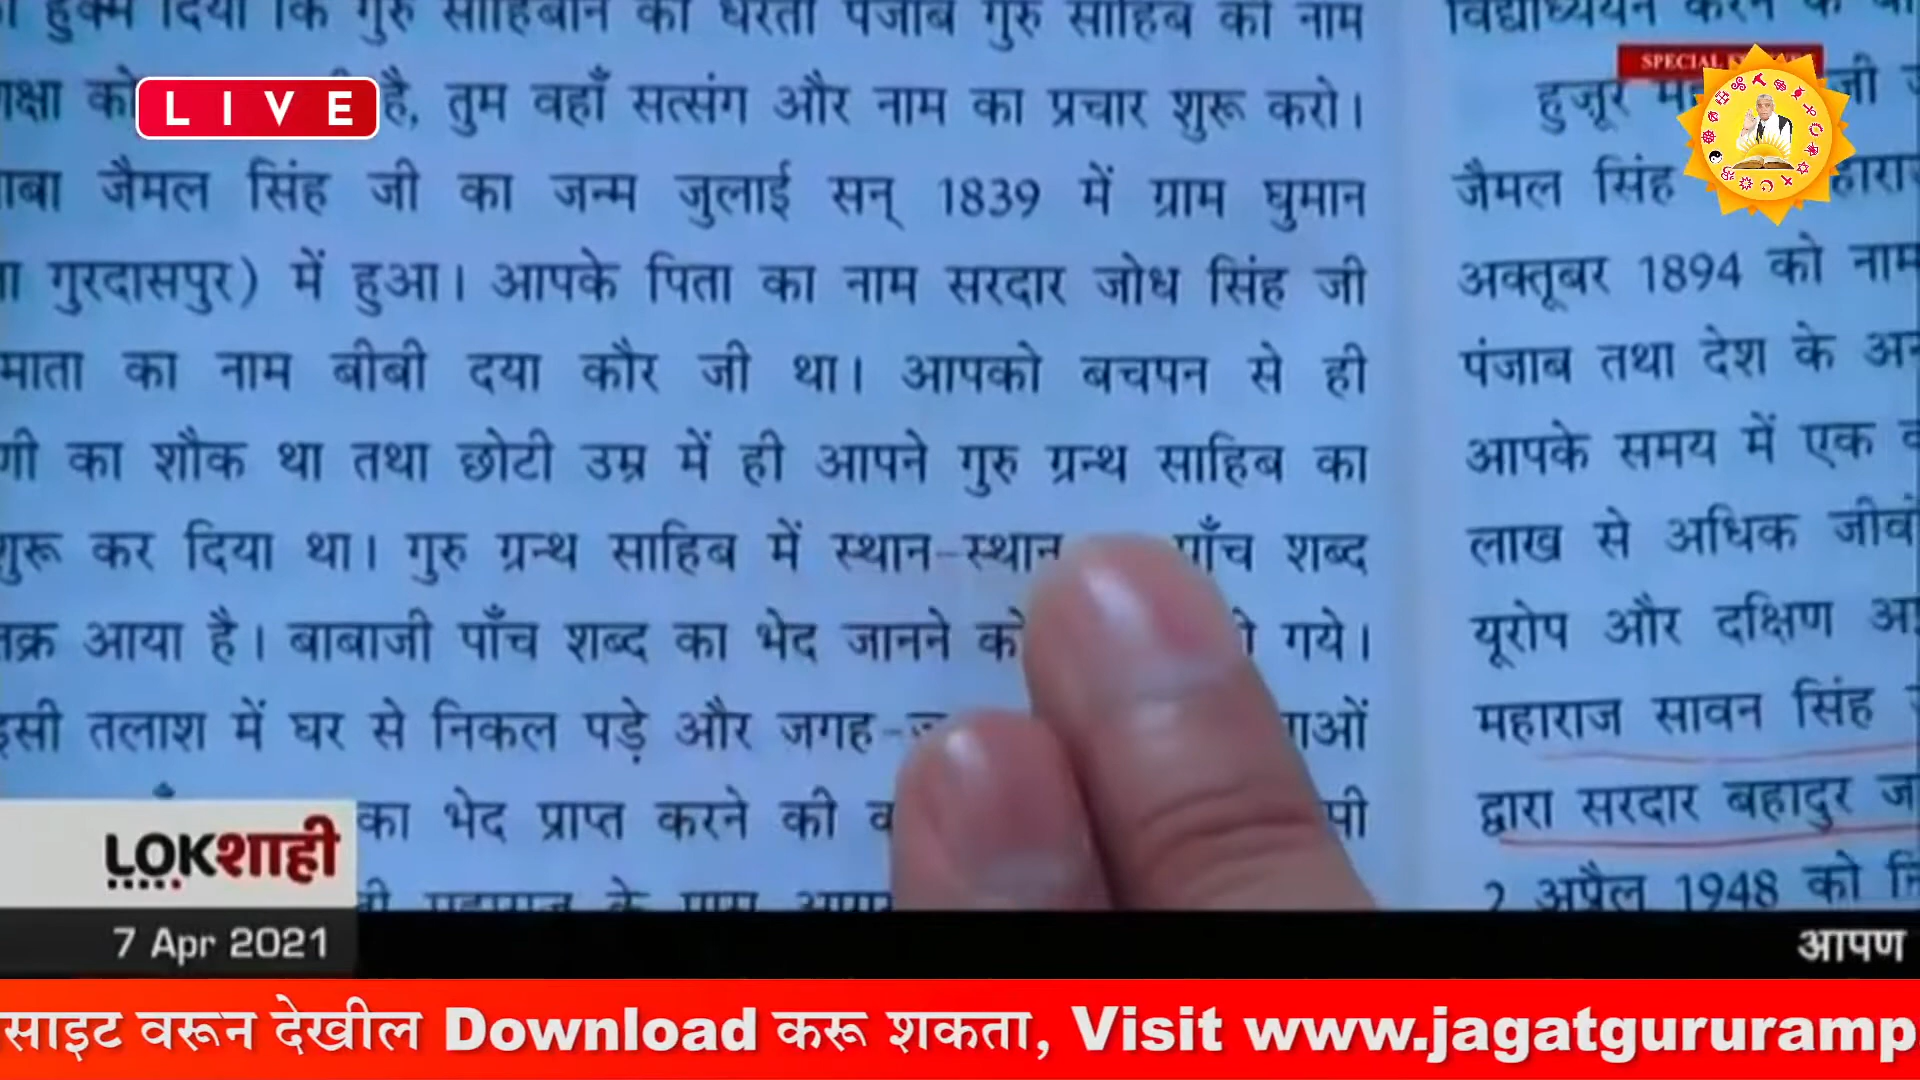 हुक्म दिया कि गुरु साहिबान की धरती पंजाब गुरु साहिब की नाम
को है, तुम वहाँ सत्संग और नाम का प्रचार शुरू करो।
जैमल सिंह जी का जन्म जुलाई सन् 1839 में ग्राम घुमान
गुरदासपुर) में हुआ। आपके पिता का नाम सरदार जोध सिंह जी
माता का नाम बीबी दया कौर जी था। आपको बचपन से ही
का शौक था तथा छोटी उम्र में ही आपने गुरु ग्रन्थ साहिब का
शुरू कर दिया था। गुरु ग्रन्थ साहिब में स्थान-स्थान पाँच शब्द
आया है। बाबाजी पाँच शब्द का भेद जानने को गये।
इसी तलाश में घर से निकल पड़े और जगह-
का भेद प्राप्त करने की
विद्याध्ययन करने के
हुजूर जी
जैमल सिंह
अक्तूबर 1894 को नाम
पंजाब तथा देश के
आपके समय में एक
लाख से अधिक जीवों
यूरोप और दक्षिण
महाराज सावन सिंह
द्वारा सरदार बहादुर
2 अप्रैल 1948 को
LIVE
SPECIAL
LOKशाही
7 Apr 2021
आपण
साइट वरून देखील Download करू शकता, Visit www.jagatgururamp